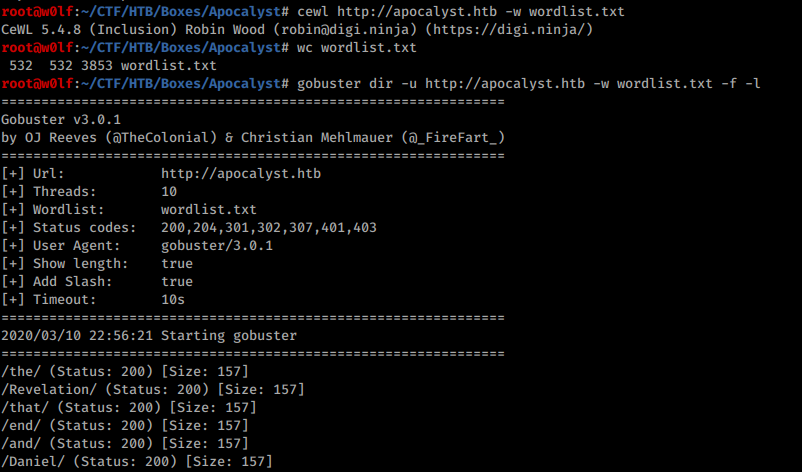 root@w0lf:~/CTF/HTB/Boxes/Apocalyst# cewl http://apocalyst.htb -w wordlist.txt
CeWL 5.4.8 (Inclusion) Robin Wood (robin@digi.ninja) (https://digi.ninja/)
root@w0lf:~/CTF/HTB/Boxes/Apocalyst# wc wordlist.txt
 532  532 3853 wordlist.txt
root@w0lf:~/CTF/HTB/Boxes/Apocalyst# gobuster dir -u http://apocalyst.htb -w wordlist.txt -f -l
===============================================================
Gobuster v3.0.1
by OJ Reeves (@TheColonial) & Christian Mehlmauer (@_FireFart_)
===============================================================
[+] Url:            http://apocalyst.htb
[+] Threads:        10
[+] Wordlist:       wordlist.txt
[+] Status codes:   200,204,301,302,307,401,403
[+] User Agent:     gobuster/3.0.1
[+] Show length:    true
[+] Add Slash:      true
[+] Timeout:        10s
===============================================================
2020/03/10 22:56:21 Starting gobuster
===============================================================
/the/ (Status: 200) [Size: 157]
/Revelation/ (Status: 200) [Size: 157]
/that/ (Status: 200) [Size: 157]
/end/ (Status: 200) [Size: 157]
/and/ (Status: 200) [Size: 157]
/Daniel/ (Status: 200) [Size: 157]